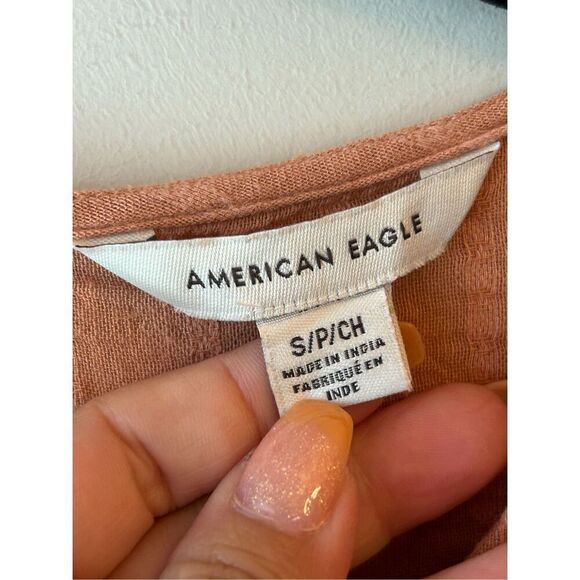 AMERICAN EAGLE
S/P/CH
MADE IN INDIA
FABRIQUÉ EN
INDE